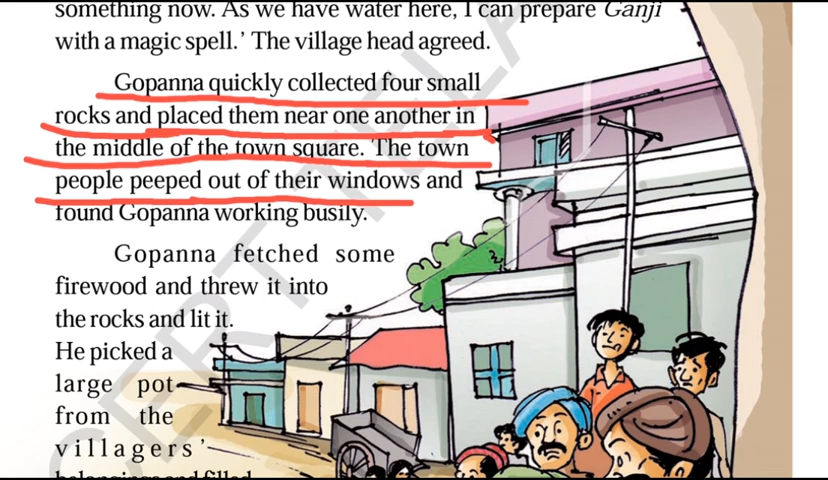 something now. As we have water here, I can prepare Ganji
with a magic spell.' The village head agreed.
Gopanna quickly collected four small
rocks and placed them near one another in
the middle of the town square. The town
people peeped out of their windows and
found Gopanna working busily.
Gopanna fetched some
firewood and threw it into
the rocks and lit it.
He picked a
large pot
from the
villagers'
belongings and filled